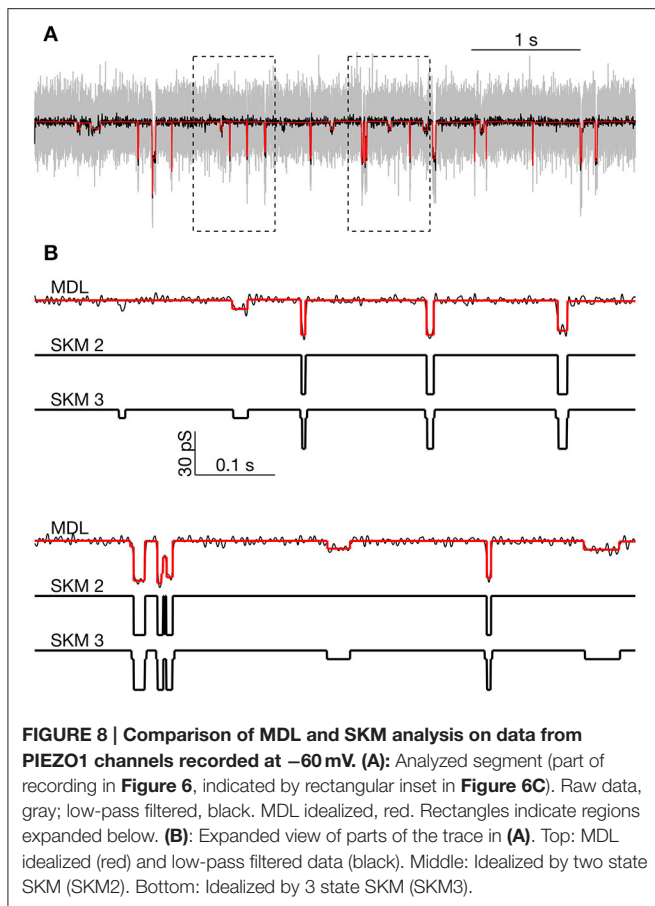 A
1 s
B
MDL
SKM 2
SKM 3
30 pS
0.1 s
MDL
SKM 2
SKM 3
FIGURE 8 | Comparison of MDL and SKM analysis on data from
PIEZO1 channels recorded at −60 mV. (A): Analyzed segment (part of
recording in Figure 6, indicated by rectangular inset in Figure 6C). Raw data,
gray; low-pass filtered, black. MDL idealized, red. Rectangles indicate regions
expanded below. (B): Expanded view of parts of the trace in (A). Top: MDL
idealized (red) and low-pass filtered data (black). Middle: Idealized by two state
SKM (SKM2). Bottom: Idealized by 3 state SKM (SKM3).